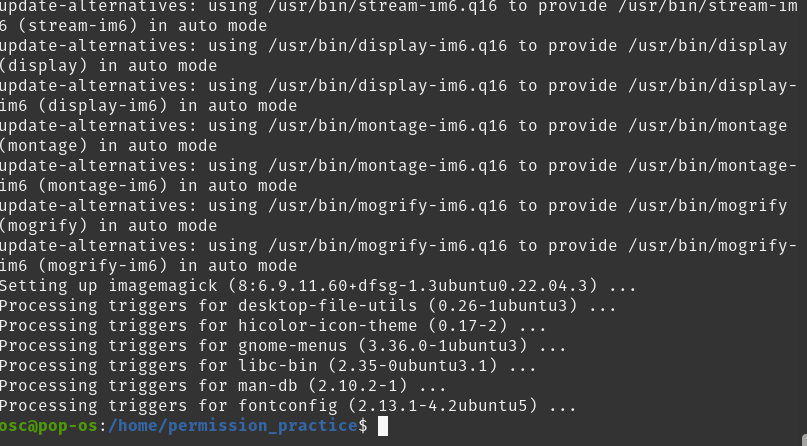 update-alternatives: using /usr/bin/stream-im6.q16 to provide /usr/bin/stream-im
6 (stream-im6) in auto mode
update-alternatives: using /usr/bin/display-im6.q16 to provide /usr/bin/display
(display) in auto mode
update-alternatives: using /usr/bin/display-im6.q16 to provide /usr/bin/display-
im6 (display-im6) in auto mode
update-alternatives: using /usr/bin/montage-im6.q16 to provide /usr/bin/montage
(montage) in auto mode
update-alternatives: using /usr/bin/montage-im6.q16 to provide /usr/bin/montage-
im6 (montage-im6) in auto mode
update-alternatives: using /usr/bin/mogrify-im6.q16 to provide /usr/bin/mogrify
(mogrify) in auto mode
update-alternatives: using /usr/bin/mogrify-im6.q16 to provide /usr/bin/mogrify-
im6 (mogrify-im6) in auto mode
Setting up imagemagick (8:6.9.11.60+dfsg-1.3ubuntu0.22.04.3) ...
Processing triggers for desktop-file-utils (0.26-1ubuntu3) ...
Processing triggers for hicolor-icon-theme (0.17-2) ...
Processing triggers for gnome-menus (3.36.0-1ubuntu3) ...
Processing triggers for libc-bin (2.35-0ubuntu3.1) ...
Processing triggers for man-db (2.10.2-1) ...
Processing triggers for fontconfig (2.13.1-4.2ubuntu5) ...
osc@pop-os:/home/permission_practice$